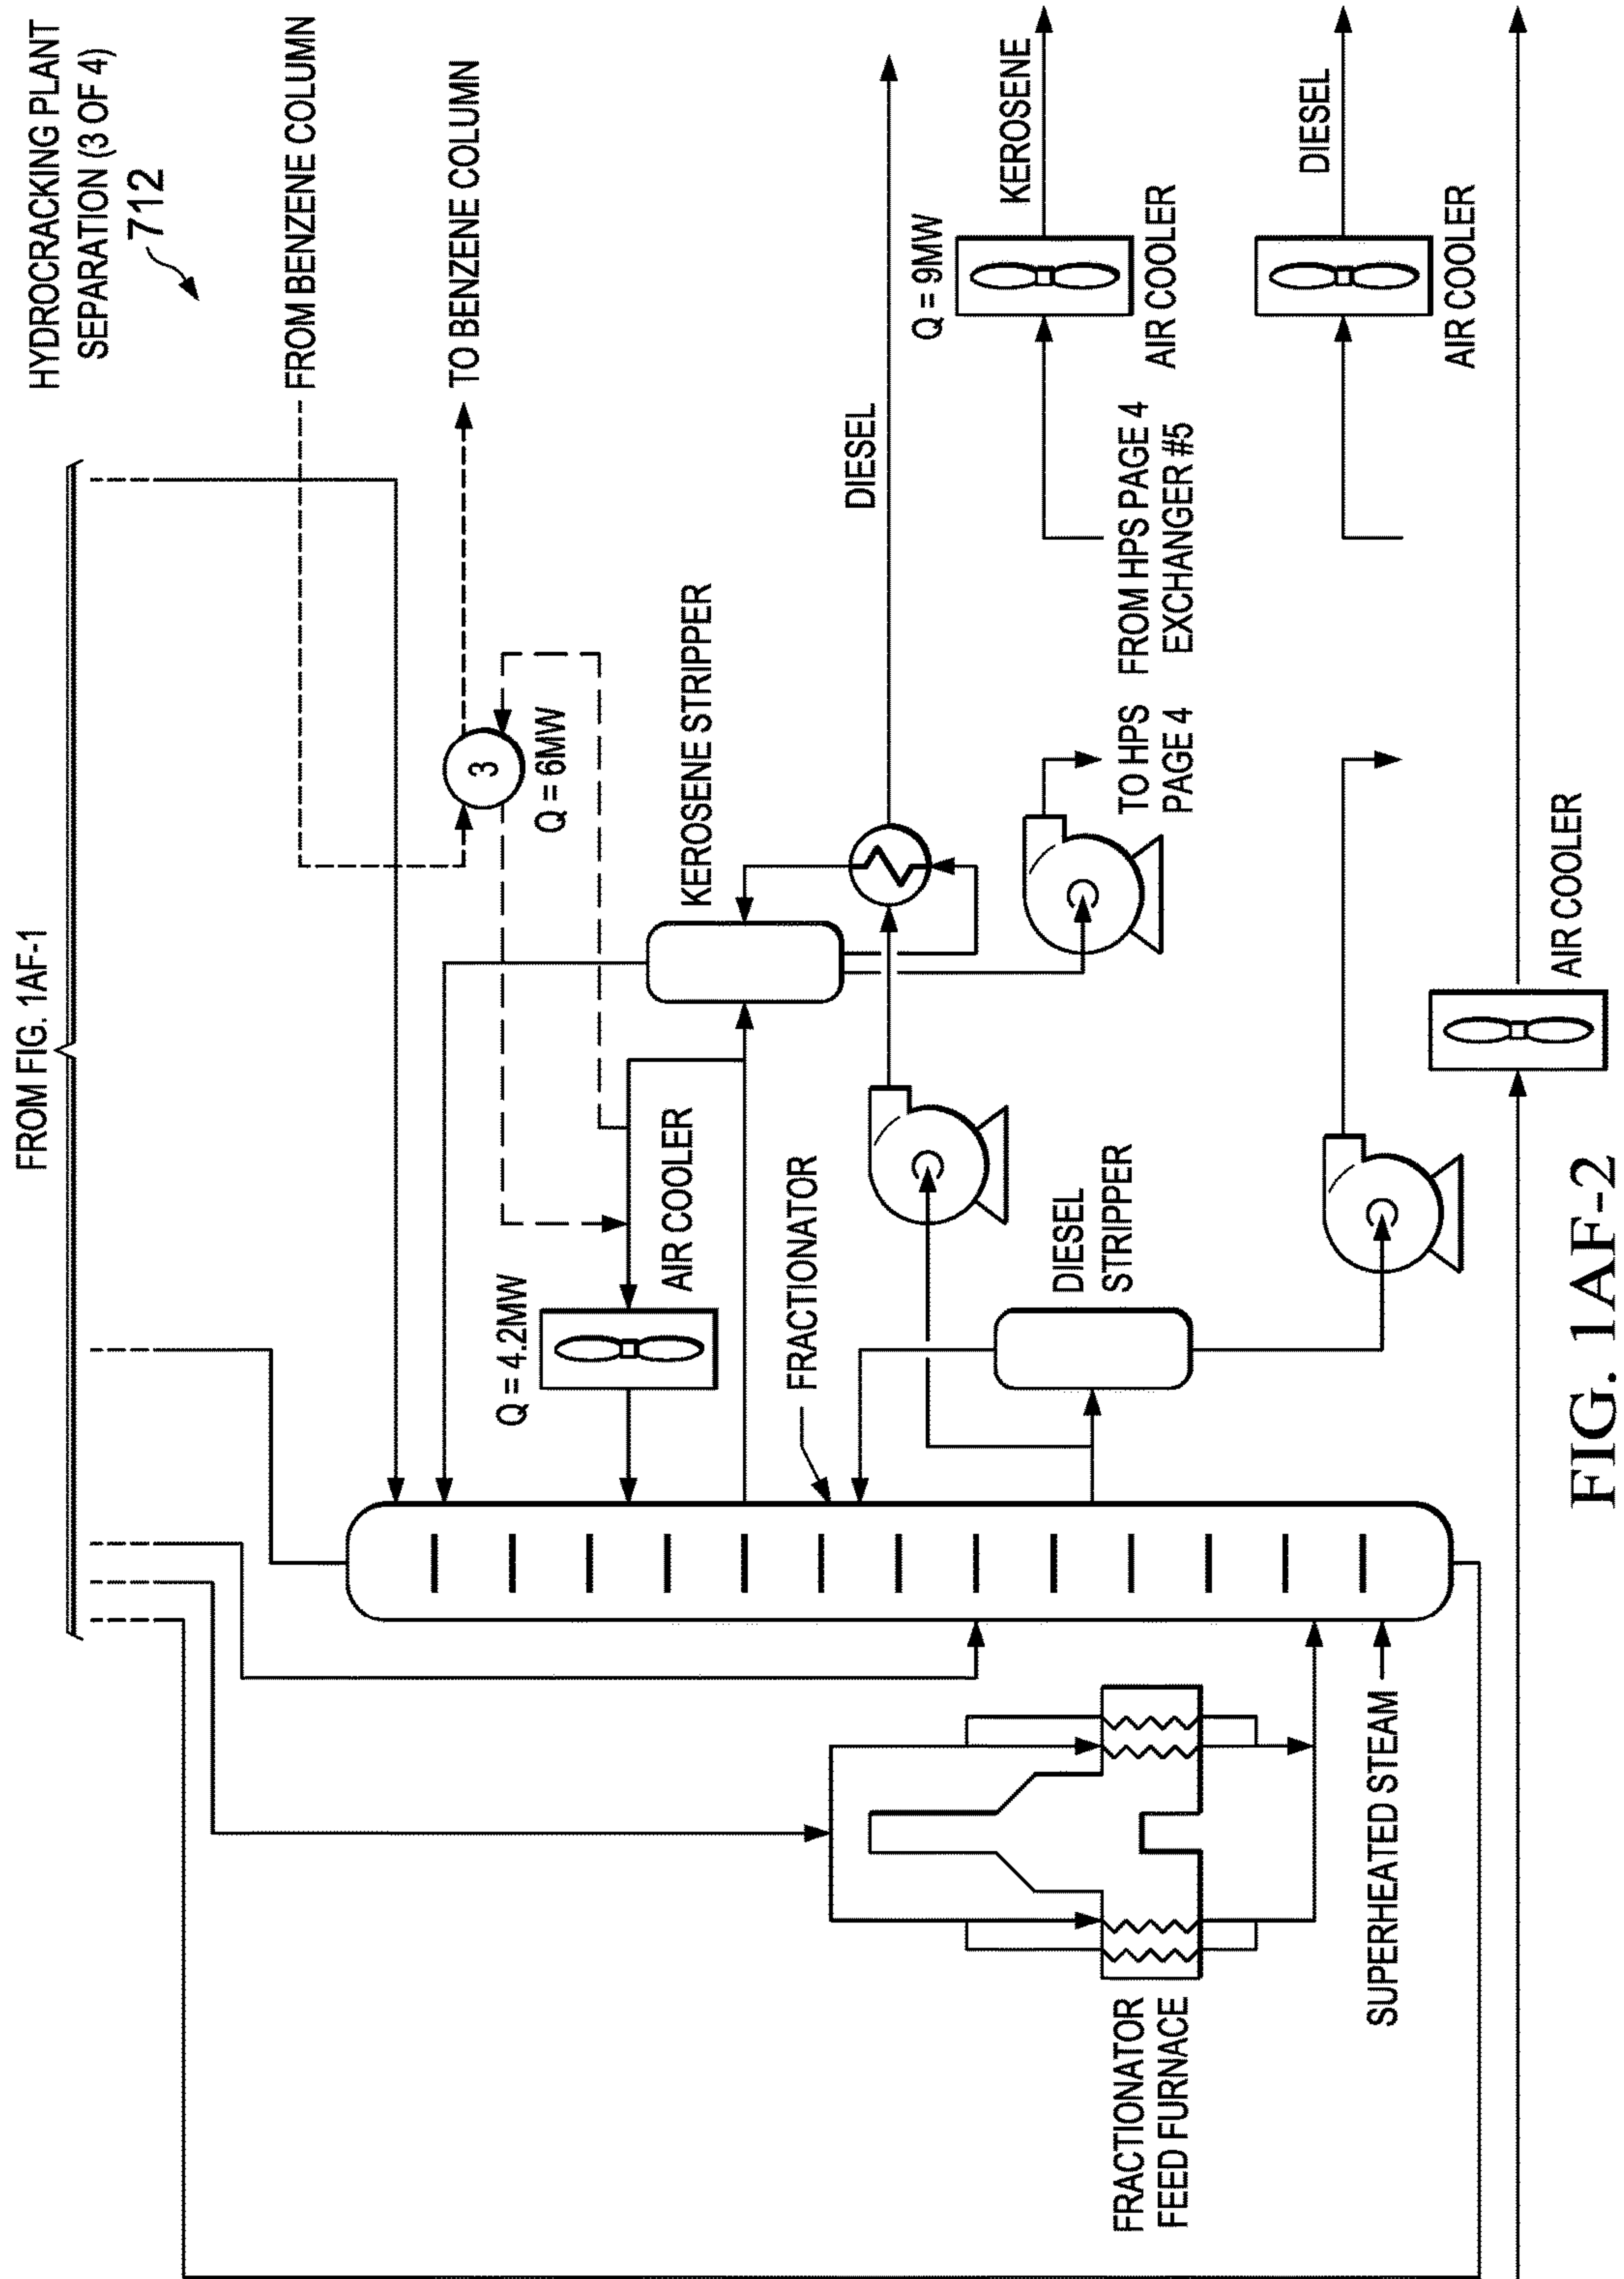 HYDROCRACKING PLANT
SEPARATION (3 OF 4)
712
FROM FIG. 1AF-1
FROM BENZENE COLUMN
TO BENZENE COLUMN
3
Q = 6MW
Q = 4.2MW
AIR COOLER
KEROSENE STRIPPER
FRACTIONATOR
DIESEL
Q = 9MW
KEROSENE
AIR COOLER
TO HPS
PAGE 4
FROM HPS PAGE 4
EXCHANGER #5
DIESEL
STRIPPER
DIESEL
AIR COOLER
FRACTIONATOR
FEED FURNACE
SUPERHEATED STEAM
AIR COOLER
FIG. 1AF-2